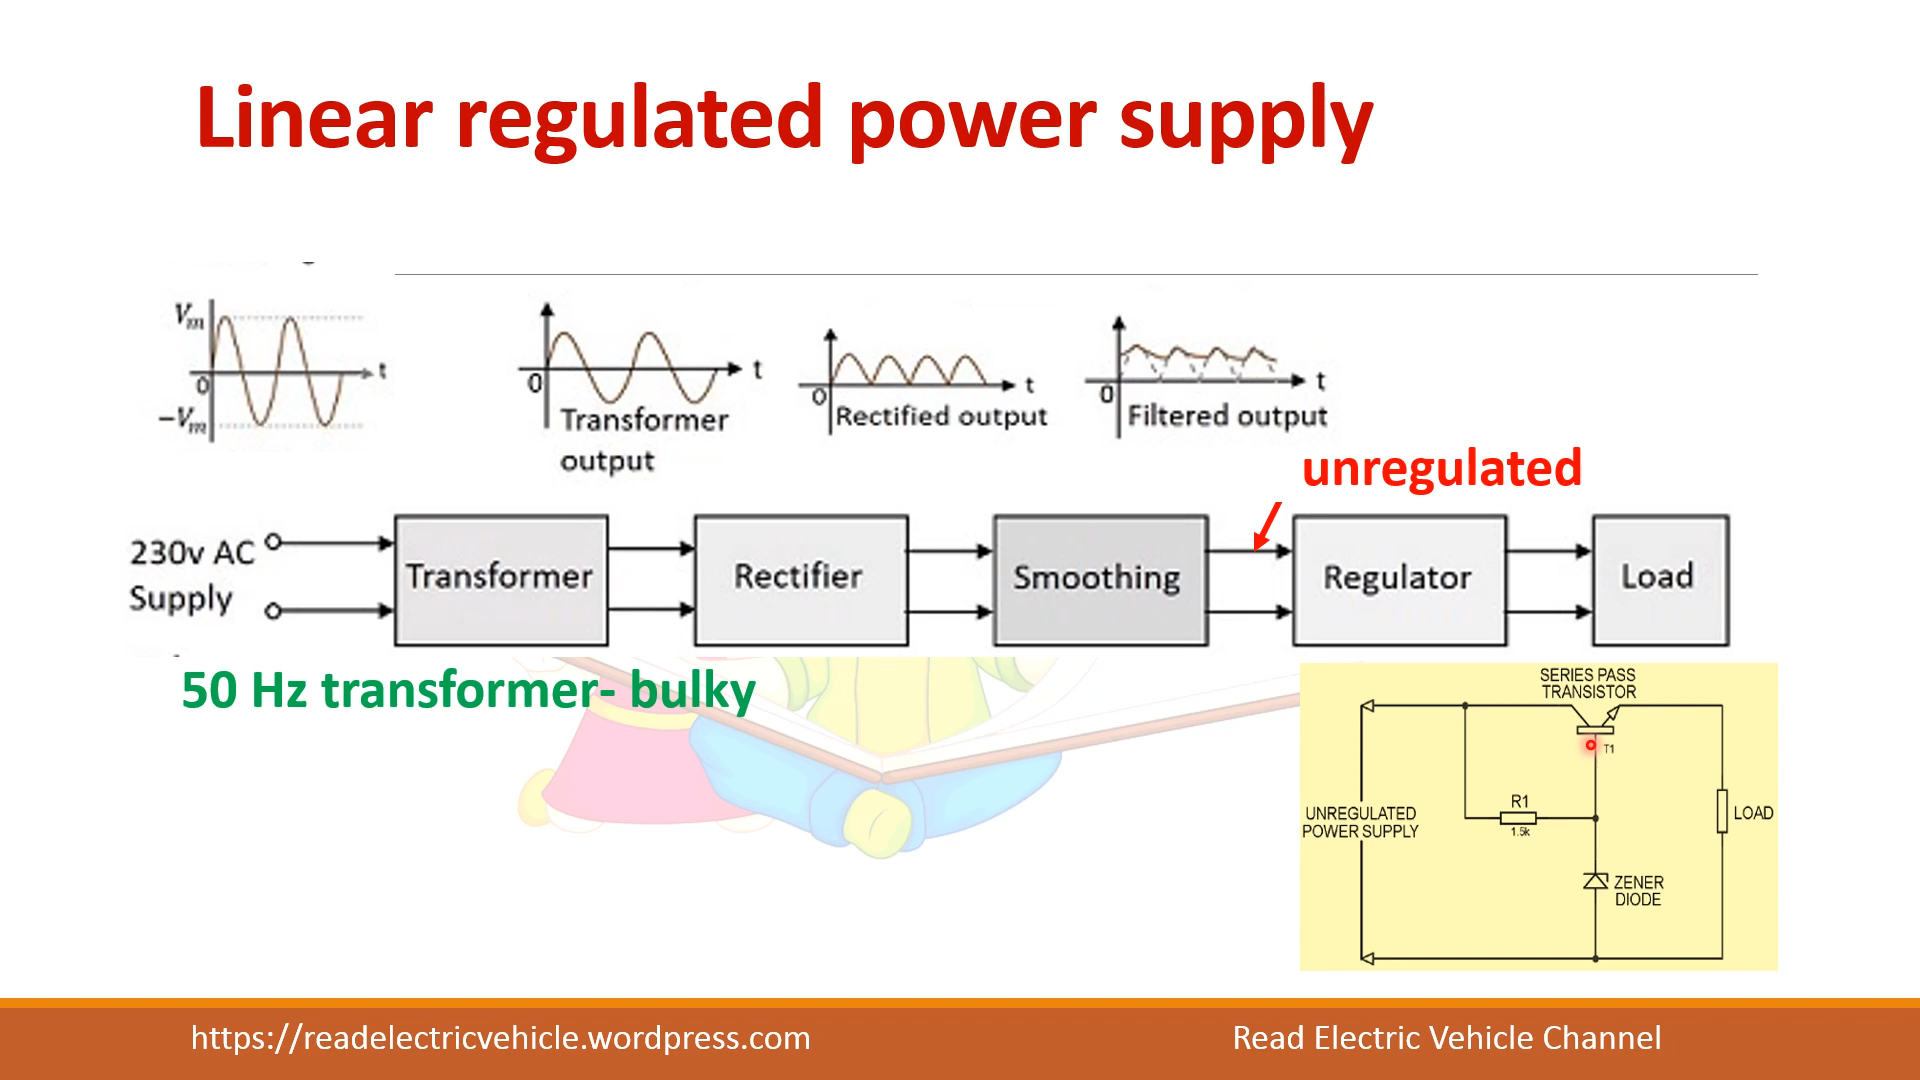 Linear regulated power supply
Vm
t
0
−Vm
t
0
Transformer
output
t
0
Rectified output
t
0
Filtered output
unregulated
230v AC
Supply
Transformer
Rectifier
Smoothing
Regulator
Load
50 Hz transformer- bulky
SERIES PASS
TRANSISTOR
T1
R1
1.5k
UNREGULATED
POWER SUPPLY
LOAD
ZENER
DIODE
https://readelectricvehicle.wordpress.com
Read Electric Vehicle Channel